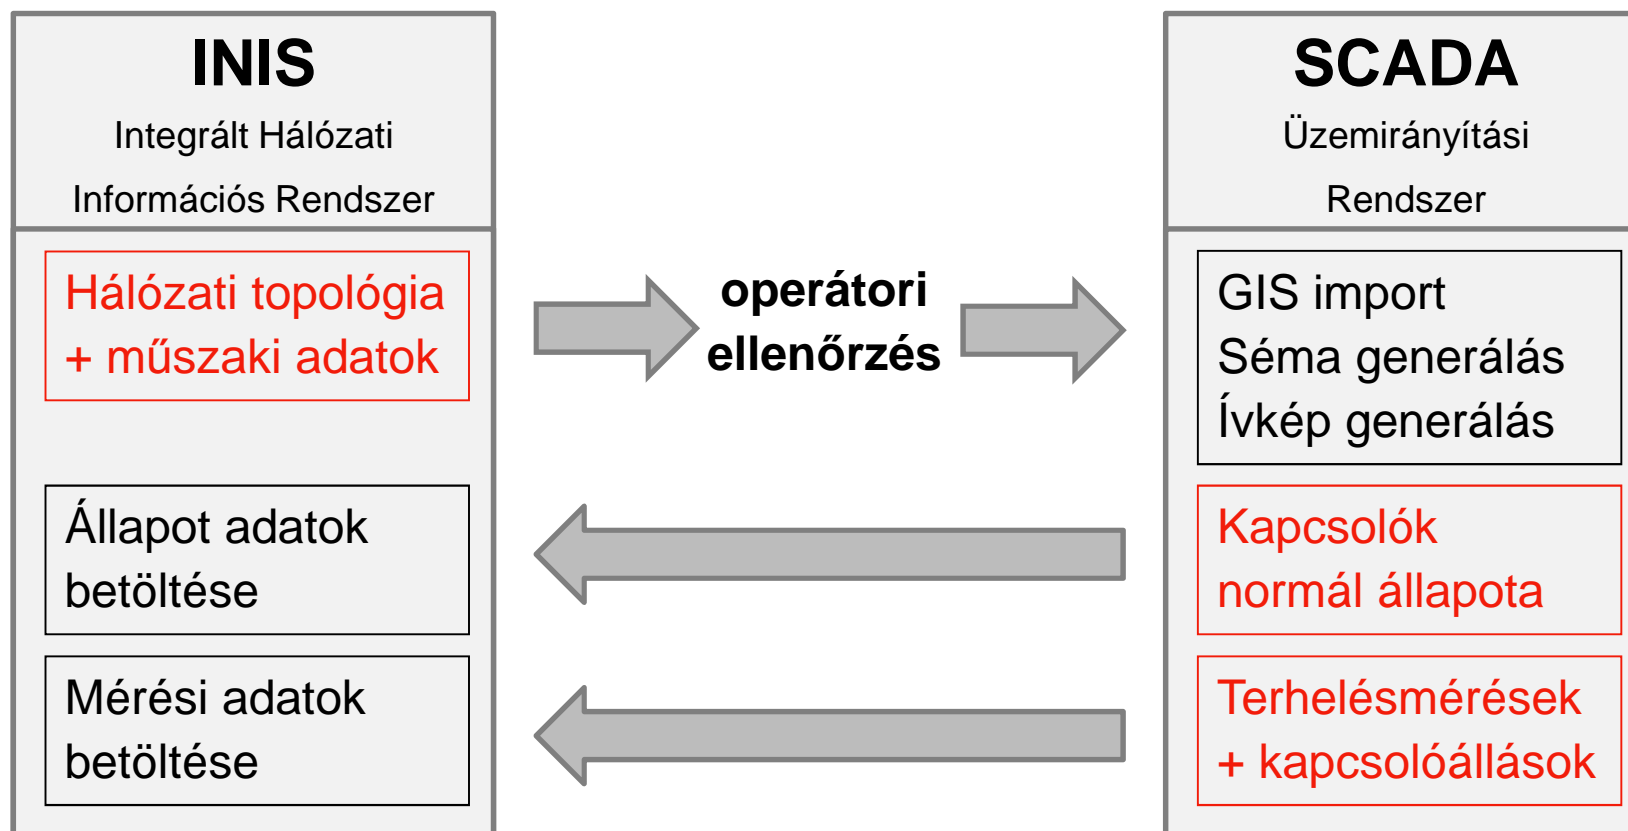 INIS
Integrált Hálózati
Információs Rendszer
Hálózati topológia
+ műszaki adatok
Állapot adatok
betöltése
Mérési adatok
betöltése
operátori
ellenőrzés
SCADA
Üzemirányítási
Rendszer
GIS import
Séma generálás
Ívkép generálás
Kapcsolók
normál állapota
Terhelésmérések
+ kapcsolóállások